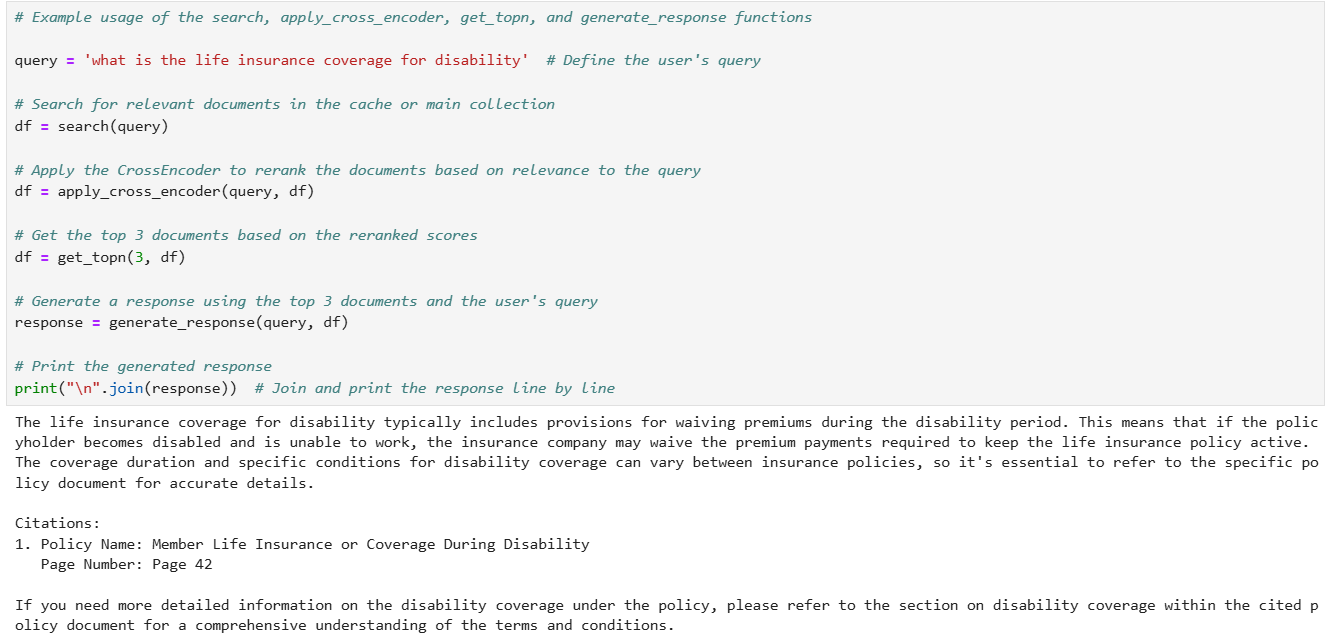 # Example usage of the search, apply_cross_encoder, get_topn, and generate_response functions
query = 'what is the life insurance coverage for disability'  # Define the user's query
# Search for relevant documents in the cache or main collection
df = search(query)
# Apply the CrossEncoder to rerank the documents based on relevance to the query
df = apply_cross_encoder(query, df)
# Get the top 3 documents based on the reranked scores
df = get_topn(3, df)
# Generate a response using the top 3 documents and the user's query
response = generate_response(query, df)
# Print the generated response
print("\n".join(response))  # Join and print the response line by line
The life insurance coverage for disability typically includes provisions for waiving premiums during the disability period. This means that if the polic
yholder becomes disabled and is unable to work, the insurance company may waive the premium payments required to keep the life insurance policy active.
The coverage duration and specific conditions for disability coverage can vary between insurance policies, so it's essential to refer to the specific po
licy document for accurate details.
Citations:
1. Policy Name: Member Life Insurance or Coverage During Disability
Page Number: Page 42
If you need more detailed information on the disability coverage under the policy, please refer to the section on disability coverage within the cited p
olicy document for a comprehensive understanding of the terms and conditions.